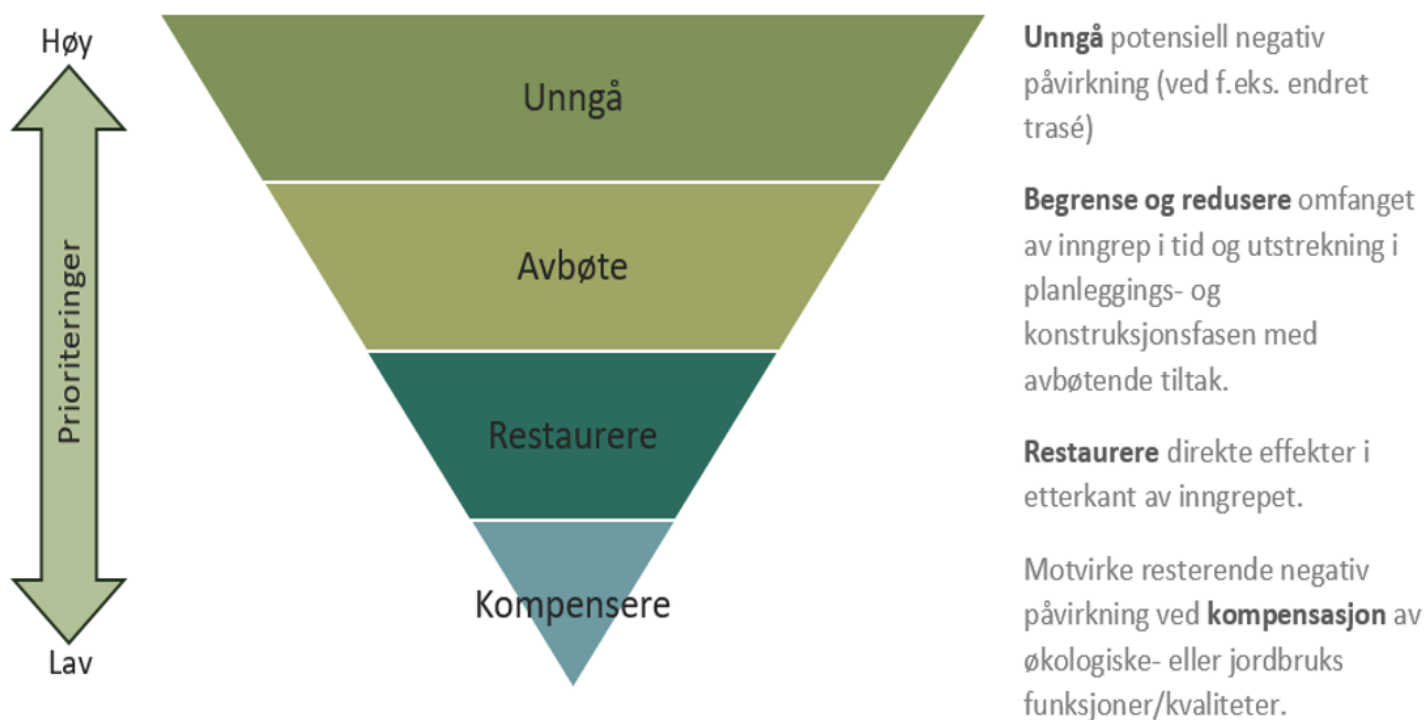 Høy
Prioriteringer
Lav
Unngå
Avbøte
Restaurere
Kompensere
Unngå potensiell negativ
påvirkning (ved f.eks. endret
trasé)
Begrense og redusere omfanget
av inngrep i tid og utstrekning i
planleggings- og
konstruksjonsfasen med
avbøtende tiltak.
Restaurere direkte effekter i
etterkant av inngrepet.
Motvirke resterende negativ
påvirkning ved kompensasjon av
økologiske- eller jordbruks
funksjoner/kvaliteter.